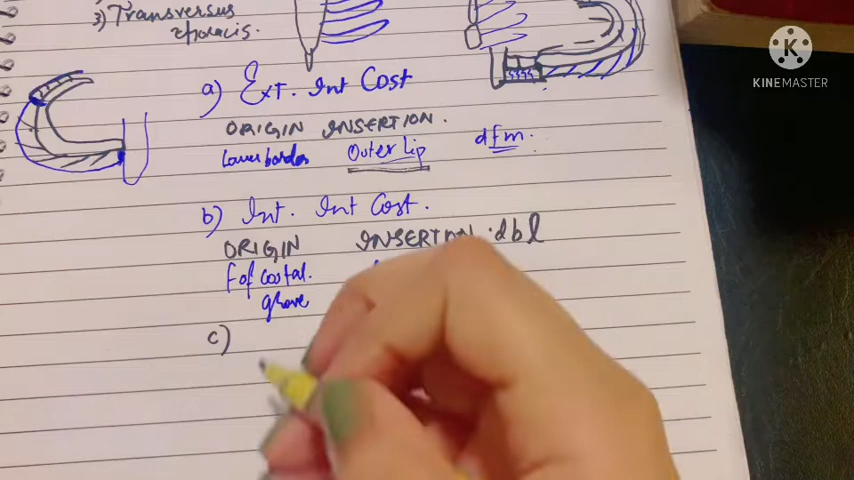 3) Transversus
thoracis.
a) Ext. Int Cost
ORIGIN INSERTION.
Lower border Outer Lip dfm.
b) Int. Int Cost.
ORIGIN INSERTION. dbl
F of costal.
grove
c)
K
KINEMASTER